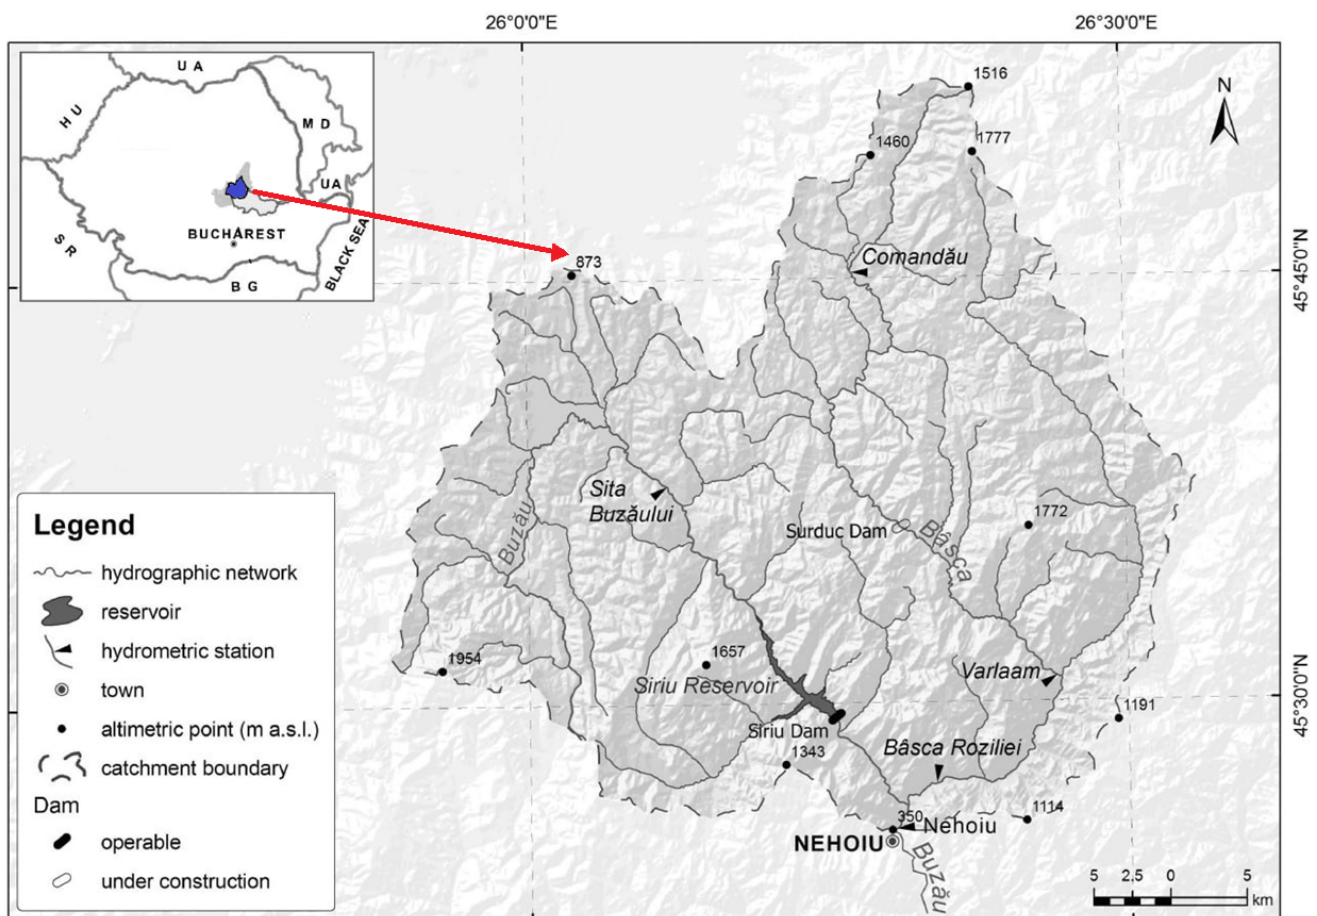 26°0'0"E
26°30'0"E
U A
H U
M D
UA
BUCHAREST
S R
B G
BLACK SEA
N
1516
1460
1777
Comandău
873
45°45'0"N
Sita
Buzăului
Buzău
Surduc Dam
Bâsca
1772
1954
1657
Siriu Reservoir
Varlaam
45°30'0"N
1191
Siriu Dam
1343
Bâsca Roziliei
1114
350
Nehoiu
NEHOIU
Buzău
5 2,5 0 5
km
Legend
hydrographic network
reservoir
hydrometric station
town
altimetric point (m a.s.l.)
catchment boundary
Dam
operable
under construction